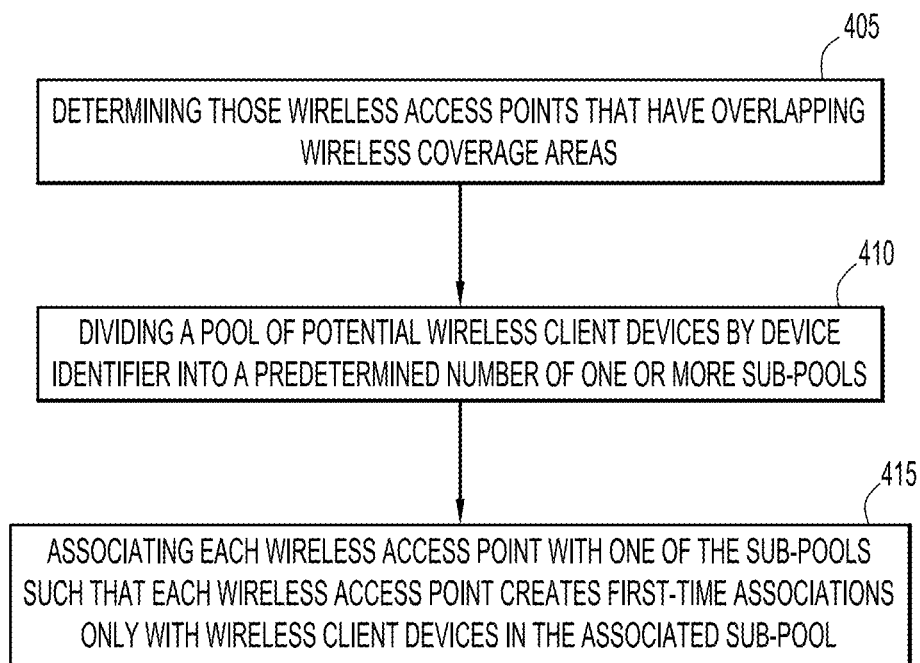 405
DETERMINING THOSE WIRELESS ACCESS POINTS THAT HAVE OVERLAPPING
WIRELESS COVERAGE AREAS
410
DIVIDING A POOL OF POTENTIAL WIRELESS CLIENT DEVICES BY DEVICE
IDENTIFIER INTO A PREDETERMINED NUMBER OF ONE OR MORE SUB-POOLS
415
ASSOCIATING EACH WIRELESS ACCESS POINT WITH ONE OF THE SUB-POOLS
SUCH THAT EACH WIRELESS ACCESS POINT CREATES FIRST-TIME ASSOCIATIONS
ONLY WITH WIRELESS CLIENT DEVICES IN THE ASSOCIATED SUB-POOL